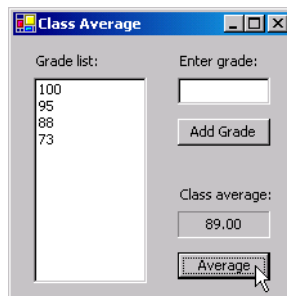 Class Average
Grade list:
100
95
88
73
Enter grade:
Add Grade
Class average:
89.00
Average